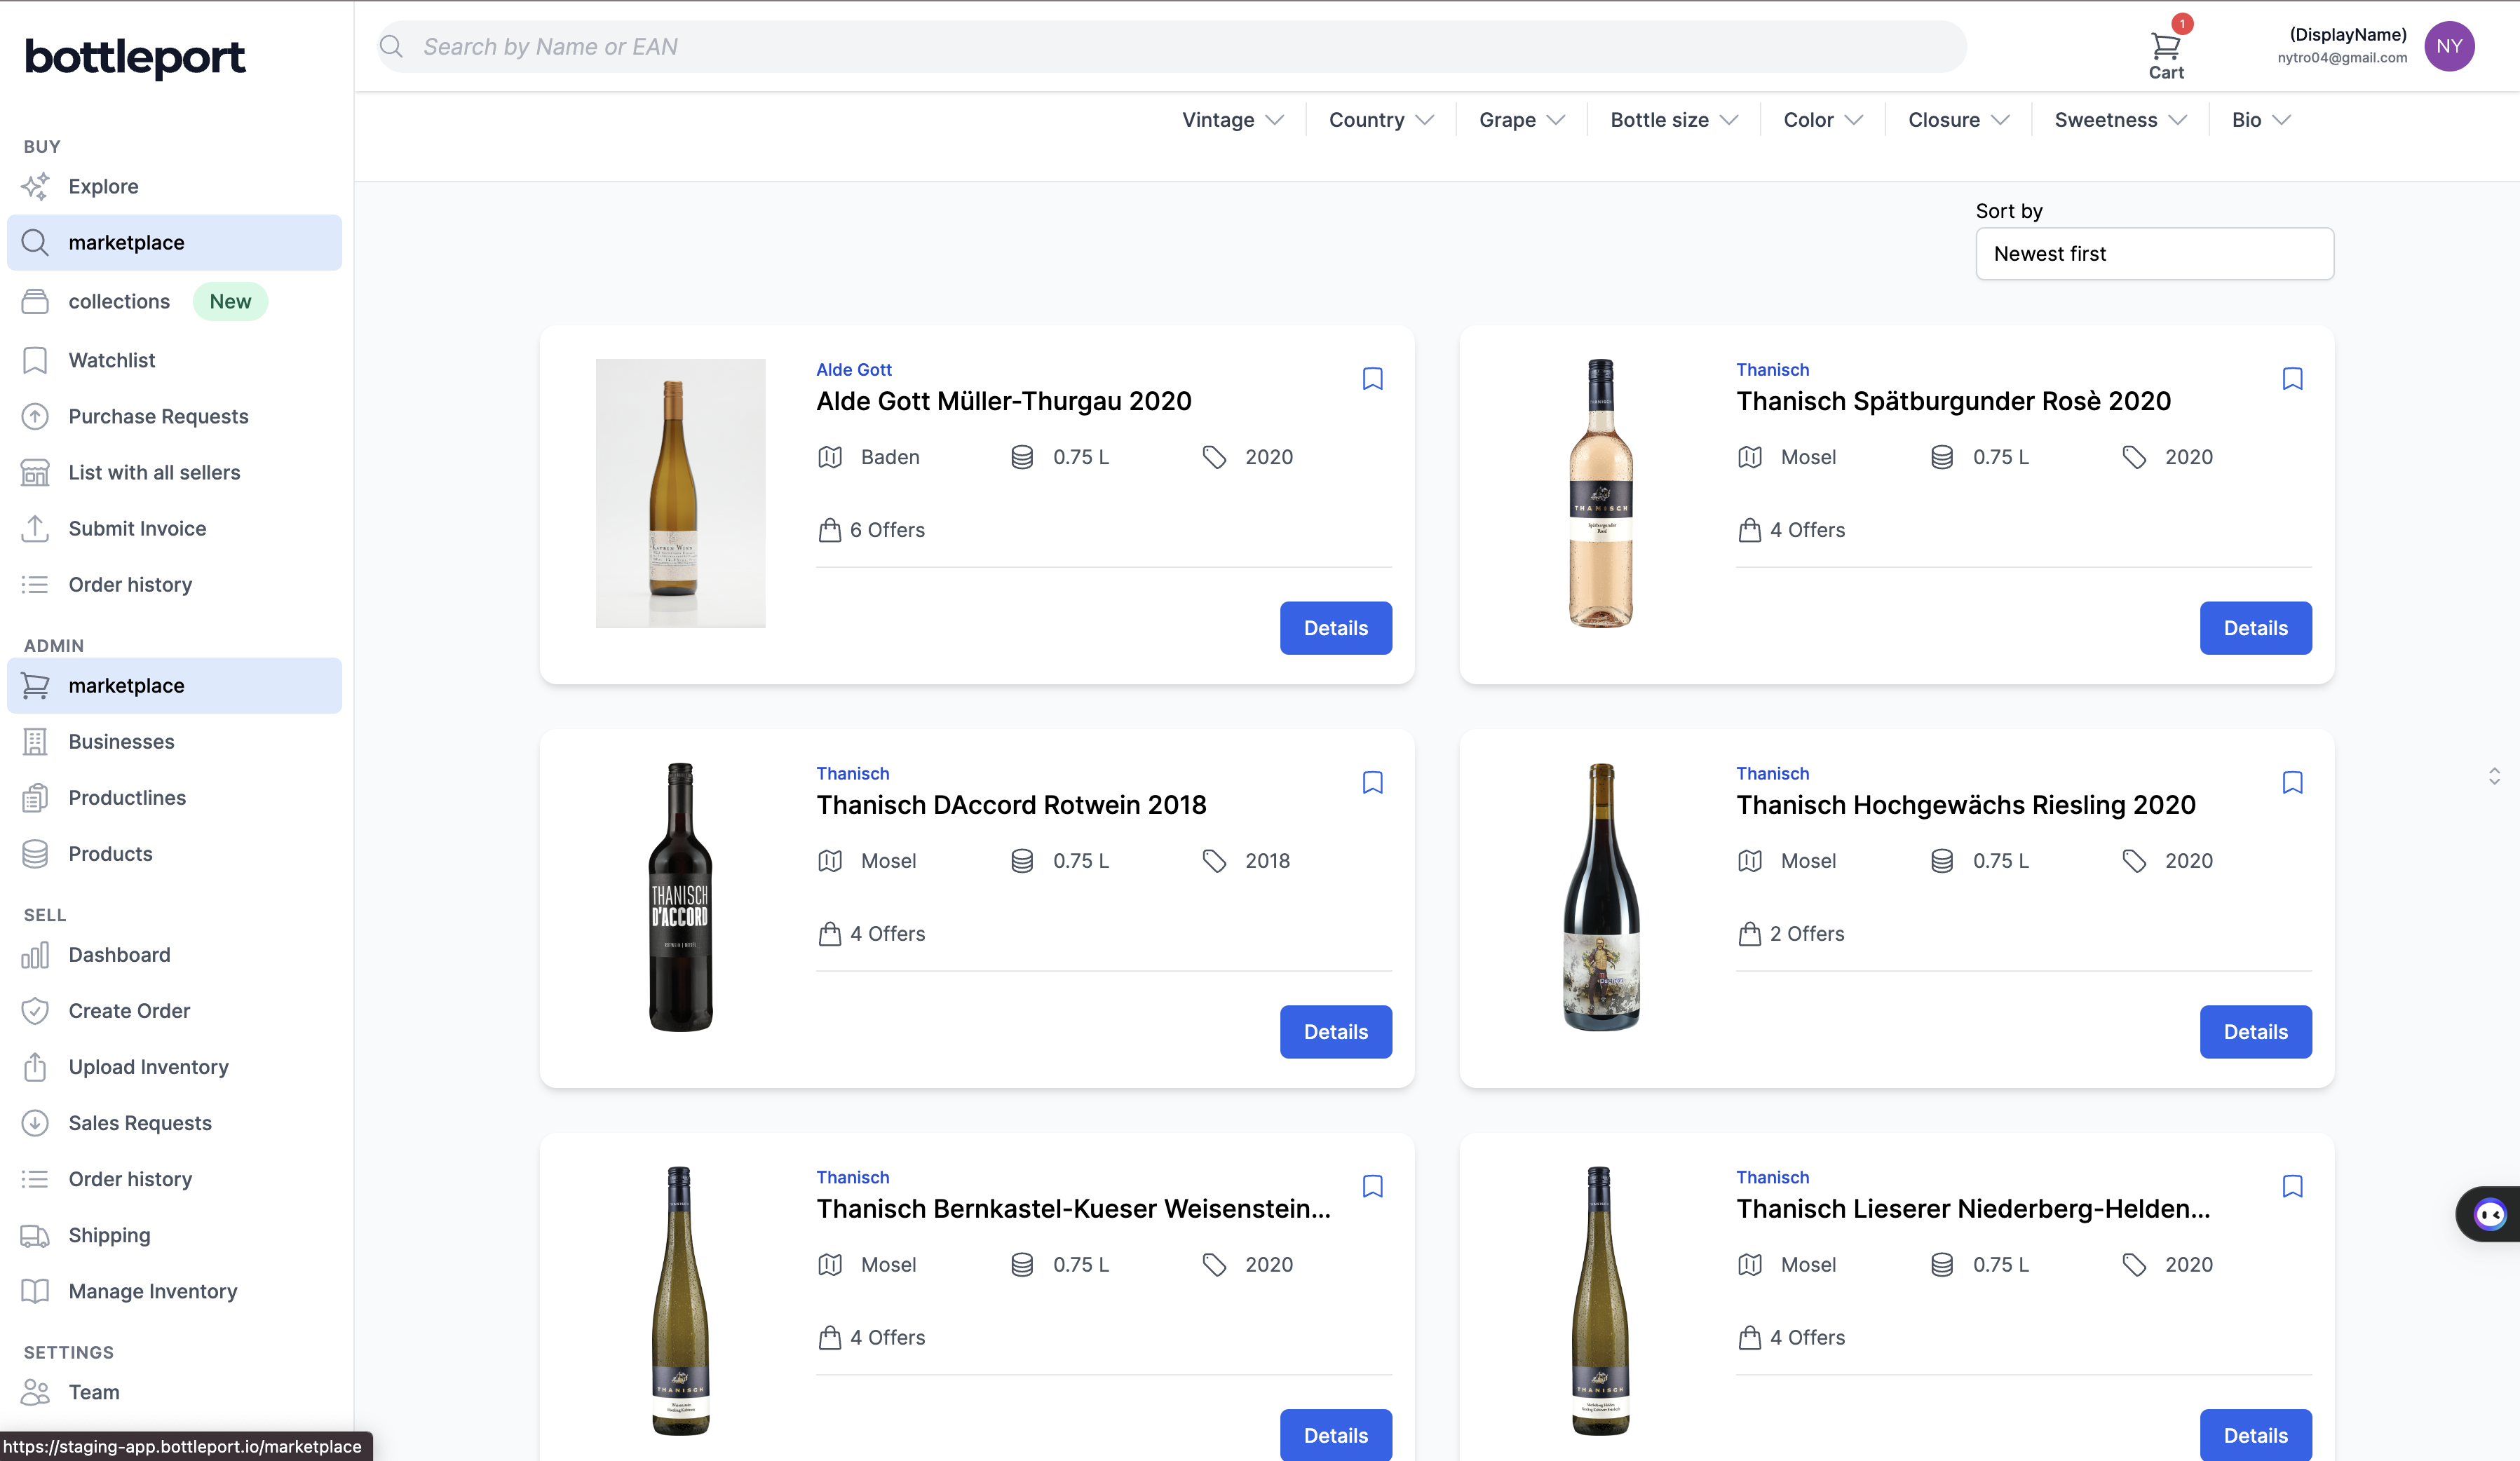 bottleport
Search by Name or EAN
1
Cart
(DisplayName)
nytro04@gmail.com
NY
Vintage
Country
Grape
Bottle size
Color
Closure
Sweetness
Bio
BUY
Explore
marketplace
collections New
Watchlist
Purchase Requests
List with all sellers
Submit Invoice
Order history
ADMIN
marketplace
Businesses
Productlines
Products
SELL
Dashboard
Create Order
Upload Inventory
Sales Requests
Order history
Shipping
Manage Inventory
SETTINGS
Team
https://staging-app.bottleport.io/marketplace
Sort by
Newest first
Alde Gott
Alde Gott Müller-Thurgau 2020
Baden 0.75 L 2020
6 Offers
Details
Thanisch
Thanisch Spätburgunder Rosè 2020
Mosel 0.75 L 2020
4 Offers
Details
THANISCH
Thanisch
Thanisch DAccord Rotwein 2018
Mosel 0.75 L 2018
4 Offers
Details
THANISCH
D'ACCORD
Thanisch
Thanisch Hochgewächs Riesling 2020
Mosel 0.75 L 2020
2 Offers
Details
Thanisch
Thanisch Bernkastel-Kueser Weisenstein...
Mosel 0.75 L 2020
4 Offers
Details
THANISCH
Thanisch
Thanisch Lieserer Niederberg-Helden...
Mosel 0.75 L 2020
4 Offers
Details
THANISCH